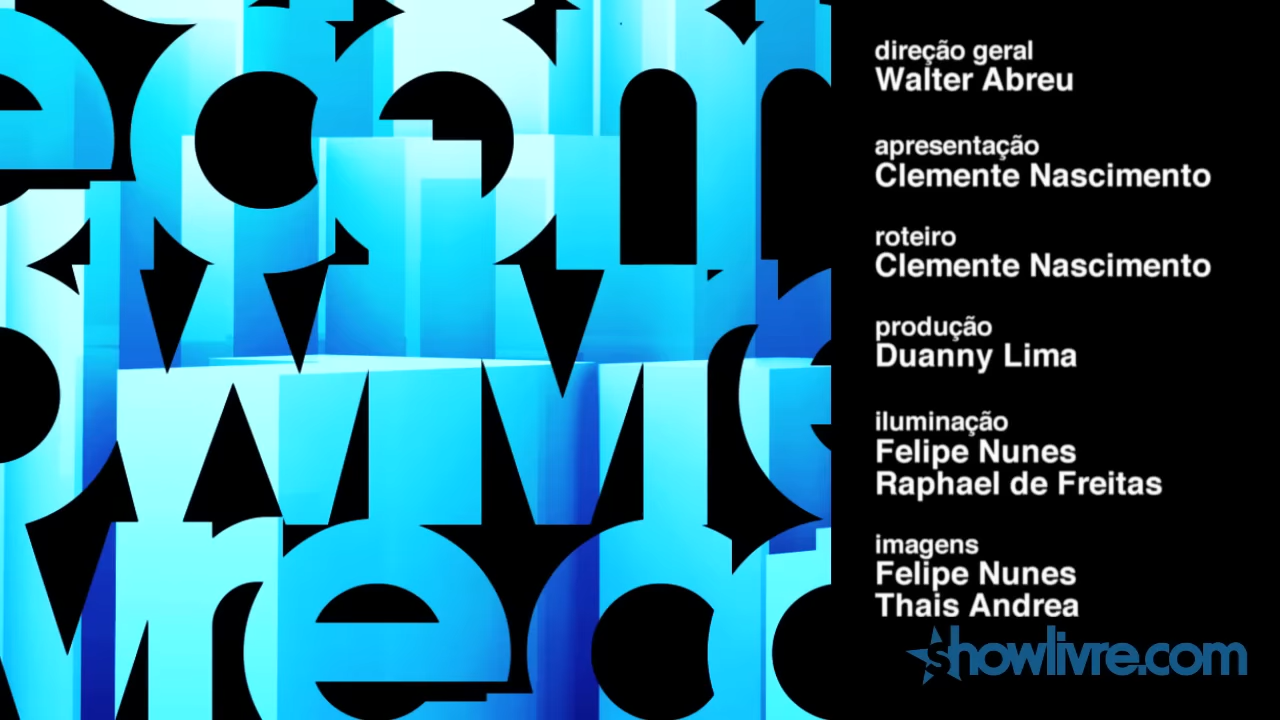 direção geral
Walter Abreu
apresentação
Clemente Nascimento
roteiro
Clemente Nascimento
produção
Duanny Lima
iluminação
Felipe Nunes
Raphael de Freitas
imagens
Felipe Nunes
Thais Andrea
showlivre.com